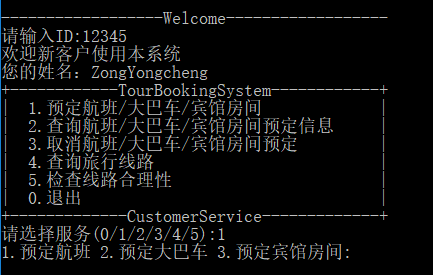 ------------------Welcome------------------
请输入ID:12345
欢迎新客户使用本系统
您的姓名: ZongYongcheng
+------------TourBookingSystem------------+
| 1.预定航班/大巴车/宾馆房间 |
| 2.查询航班/大巴车/宾馆房间预定信息 |
| 3.取消航班/大巴车/宾馆房间预定 |
| 4.查询旅行线路 |
| 5.检查线路合理性 |
| 0.退出 |
+-------------CustomerService-------------+
请选择服务(0/1/2/3/4/5):1
1.预定航班 2.预定大巴车 3.预定宾馆房间: